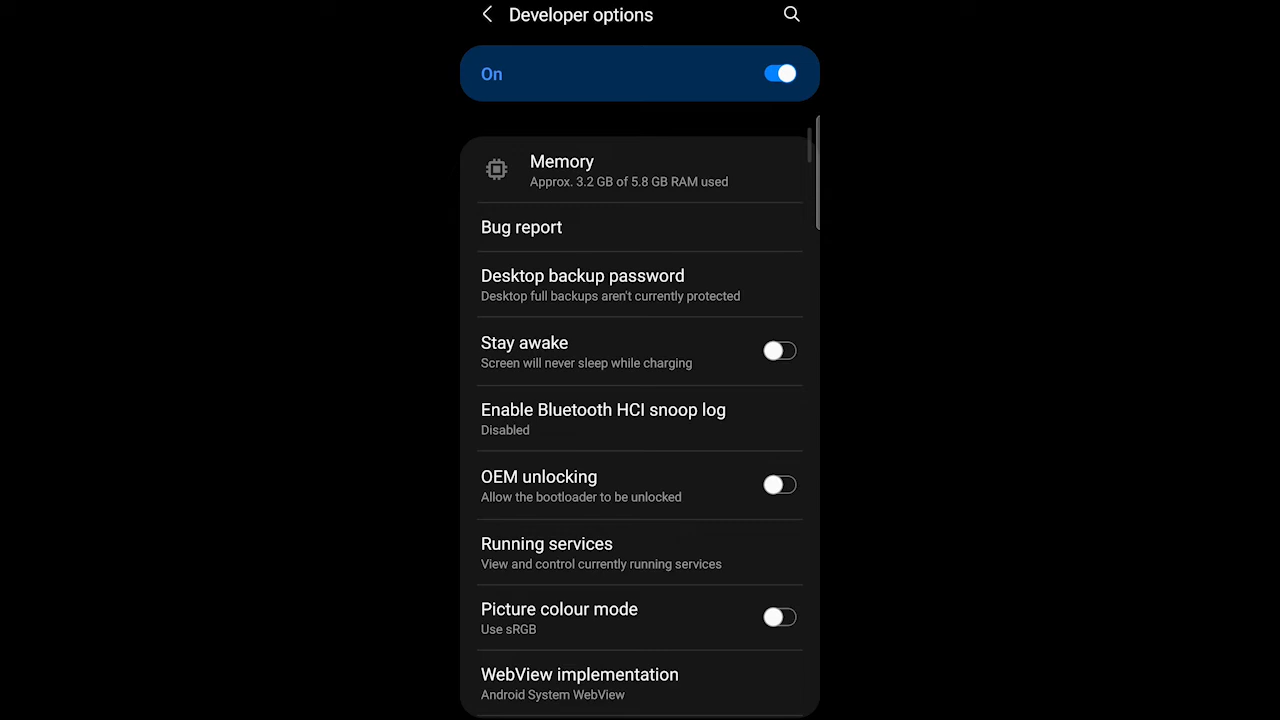 Developer options
On
Memory
Approx. 3.2 GB of 5.8 GB RAM used
Bug report
Desktop backup password
Desktop full backups aren't currently protected
Stay awake
Screen will never sleep while charging
Enable Bluetooth HCI snoop log
Disabled
OEM unlocking
Allow the bootloader to be unlocked
Running services
View and control currently running services
Picture colour mode
Use sRGB
WebView implementation
Android System WebView